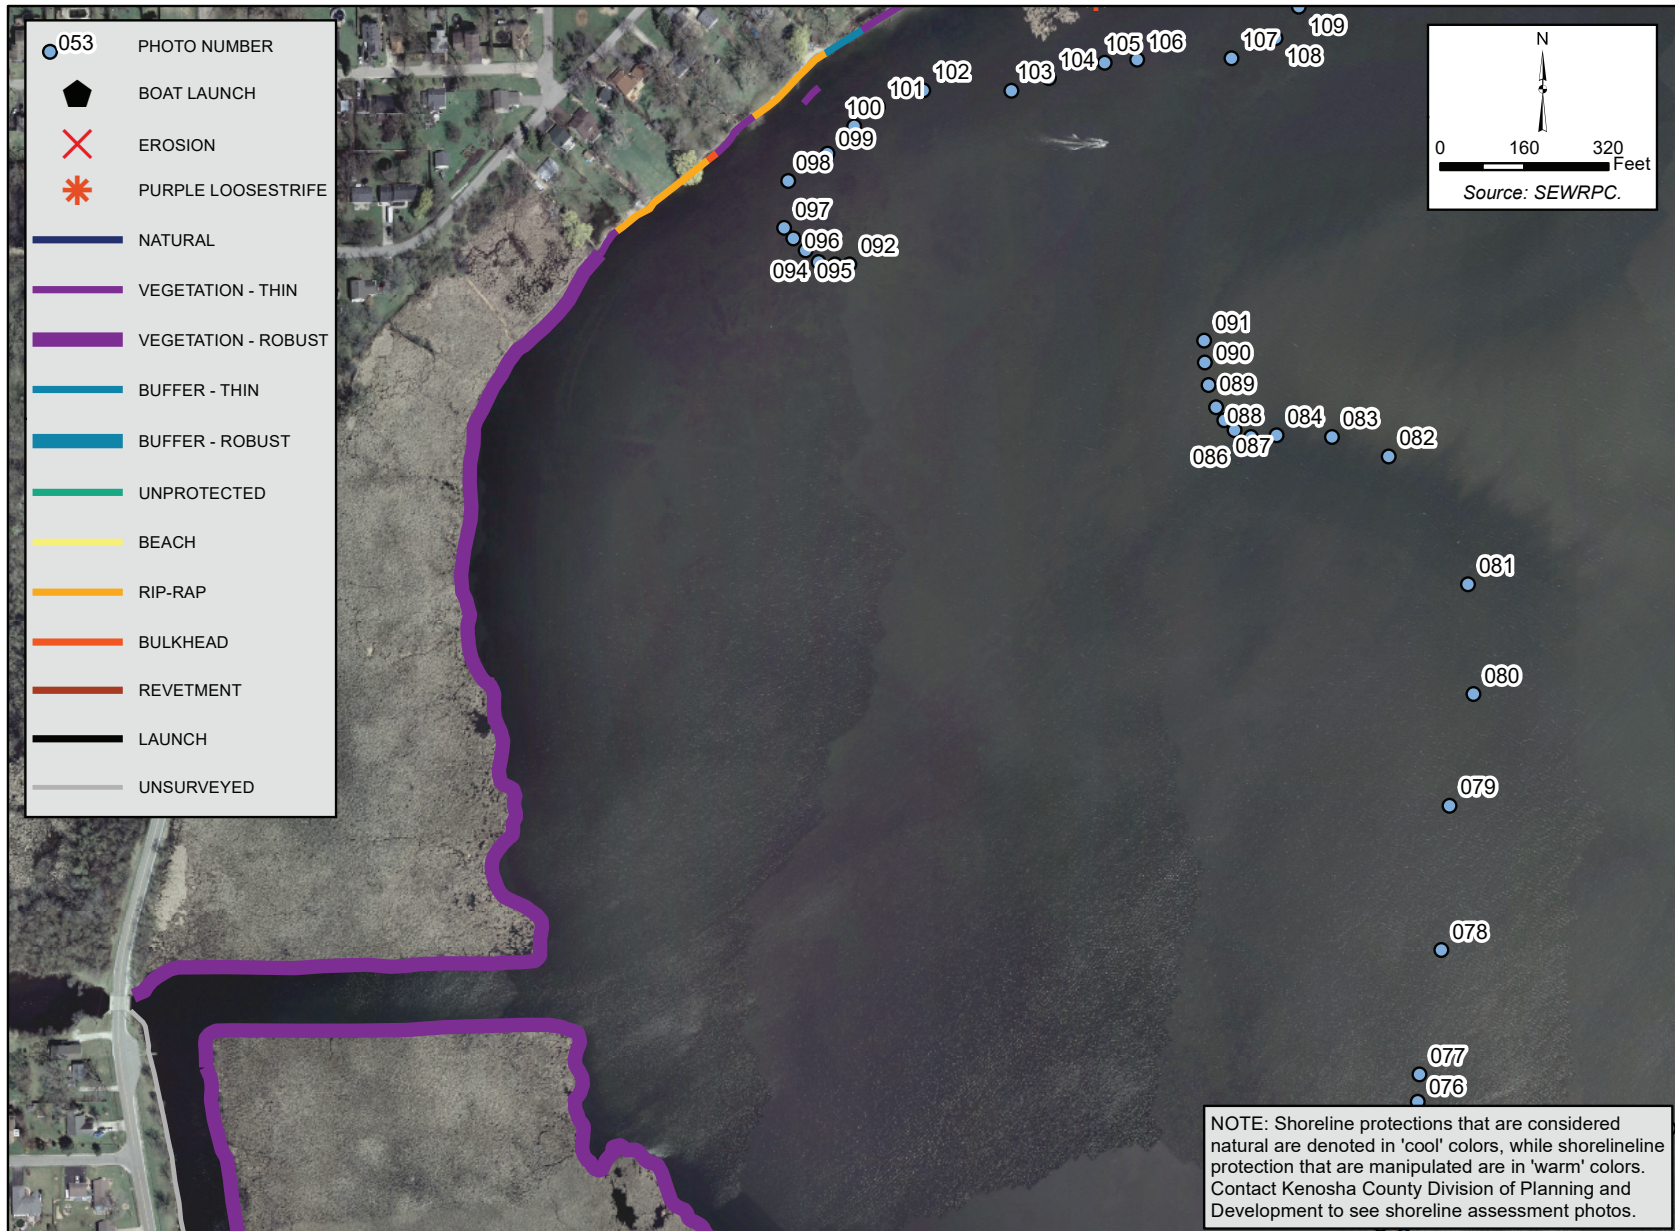 053 PHOTO NUMBER
BOAT LAUNCH
EROSION
PURPLE LOOSESTRIFE
NATURAL
VEGETATION - THIN
VEGETATION - ROBUST
BUFFER - THIN
BUFFER - ROBUST
UNPROTECTED
BEACH
RIP-RAP
BULKHEAD
REVETMENT
LAUNCH
UNSURVEYED
109
108
107
106
105
104
103
102
101
100
099
098
097
096
092
094 095
091
090
089
088
084
083
082
087
086
081
080
079
078
077
076
N
0 160 320
Feet
Source: SEWRPC.
NOTE: Shoreline protections that are considered
natural are denoted in 'cool' colors, while shorelineline
protection that are manipulated are in 'warm' colors.
Contact Kenosha County Division of Planning and
Development to see shoreline assessment photos.